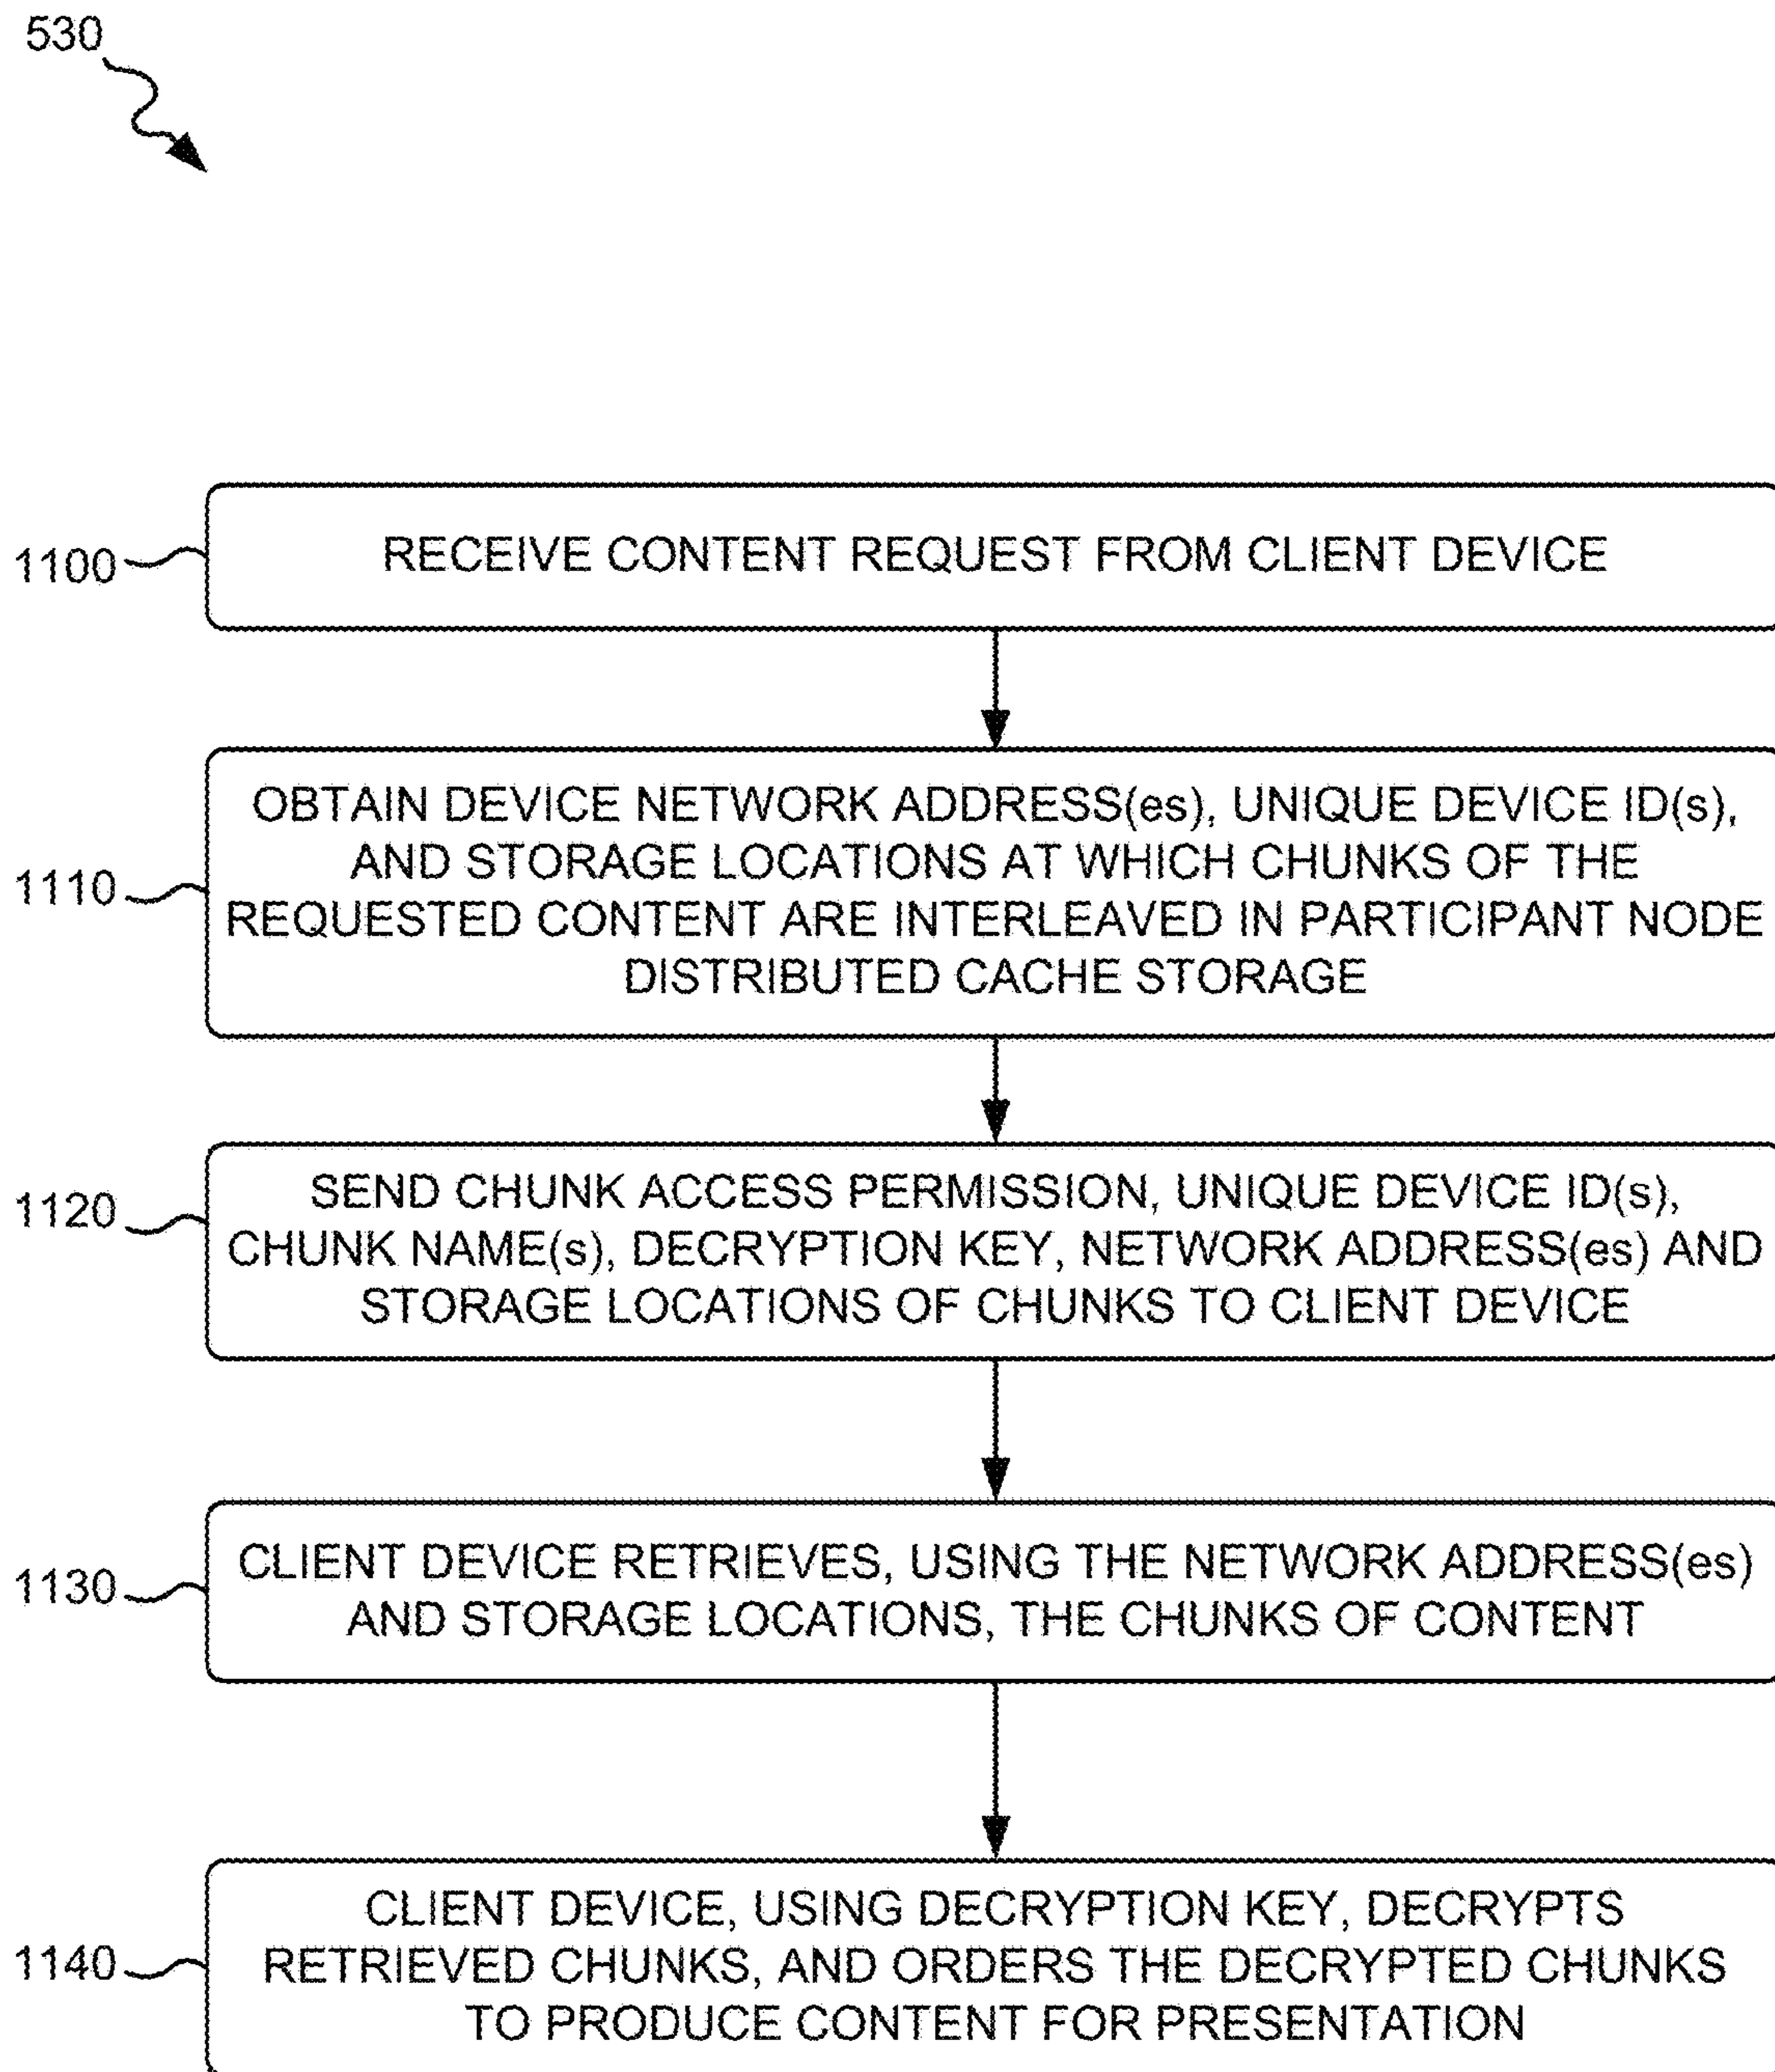 530
1100
RECEIVE CONTENT REQUEST FROM CLIENT DEVICE
1110
OBTAIN DEVICE NETWORK ADDRESS(es), UNIQUE DEVICE ID(s),
AND STORAGE LOCATIONS AT WHICH CHUNKS OF THE
REQUESTED CONTENT ARE INTERLEAVED IN PARTICIPANT NODE
DISTRIBUTED CACHE STORAGE
1120
SEND CHUNK ACCESS PERMISSION, UNIQUE DEVICE ID(s),
CHUNK NAME(s), DECRYPTION KEY, NETWORK ADDRESS(es) AND
STORAGE LOCATIONS OF CHUNKS TO CLIENT DEVICE
1130
CLIENT DEVICE RETRIEVES, USING THE NETWORK ADDRESS(es)
AND STORAGE LOCATIONS, THE CHUNKS OF CONTENT
1140
CLIENT DEVICE, USING DECRYPTION KEY, DECRYPTS
RETRIEVED CHUNKS, AND ORDERS THE DECRYPTED CHUNKS
TO PRODUCE CONTENT FOR PRESENTATION